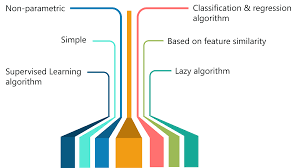 Non-parametric
Classification & regression
algorithm
Simple
Based on feature similarity
Supervised Learning
algorithm
Lazy algorithm